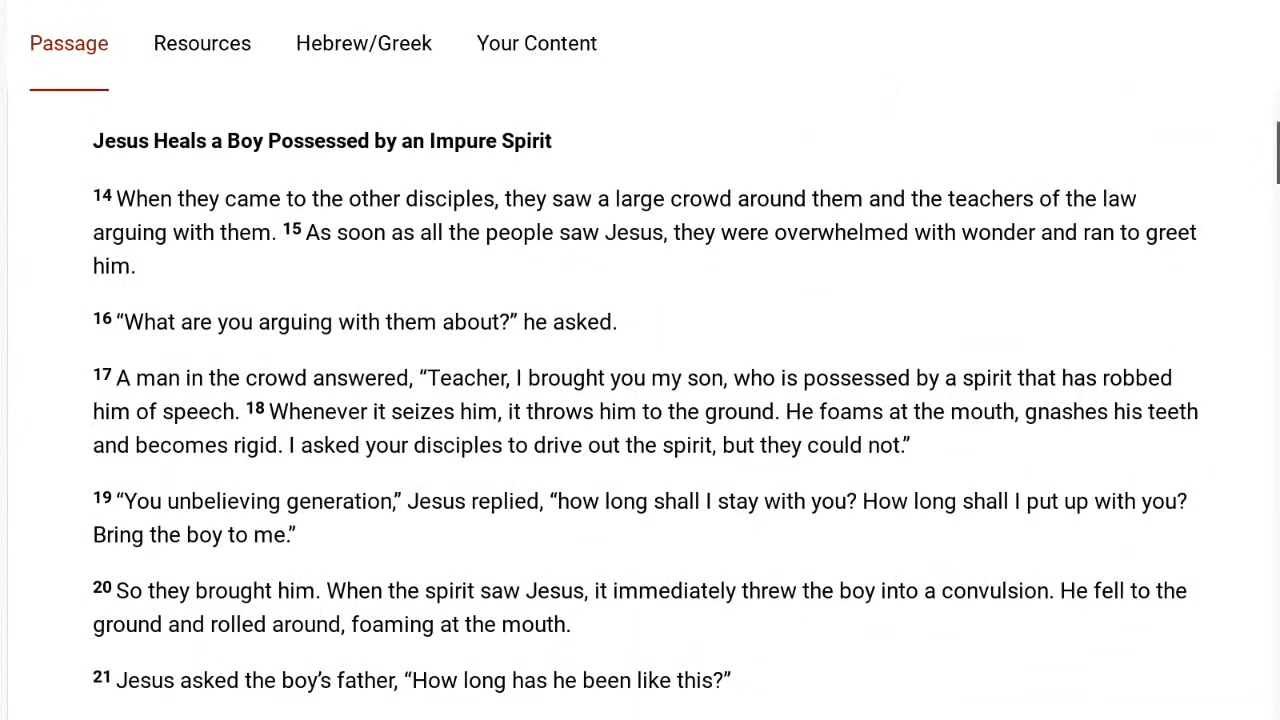 Passage Resources Hebrew/Greek Your Content
Jesus Heals a Boy Possessed by an Impure Spirit
14 When they came to the other disciples, they saw a large crowd around them and the teachers of the law
arguing with them. 15 As soon as all the people saw Jesus, they were overwhelmed with wonder and ran to greet
him.
16 “What are you arguing with them about?” he asked.
17 A man in the crowd answered, “Teacher, I brought you my son, who is possessed by a spirit that has robbed
him of speech. 18 Whenever it seizes him, it throws him to the ground. He foams at the mouth, gnashes his teeth
and becomes rigid. I asked your disciples to drive out the spirit, but they could not.”
19 “You unbelieving generation,” Jesus replied, “how long shall I stay with you? How long shall I put up with you?
Bring the boy to me.”
20 So they brought him. When the spirit saw Jesus, it immediately threw the boy into a convulsion. He fell to the
ground and rolled around, foaming at the mouth.
21 Jesus asked the boy’s father, “How long has he been like this?”